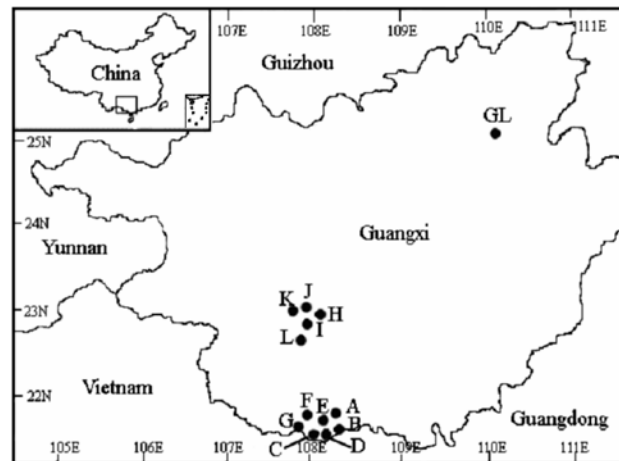 107E 108E 109E 110E 111E
China
Guizhou
GL
25N
24N
Guangxi
Yunnan
J
K
H
23N
I
L
Vietnam
22N
F
E
A
G
B
Guangdong
C
D
105E 106E 107E 108E 109E 110E 111E